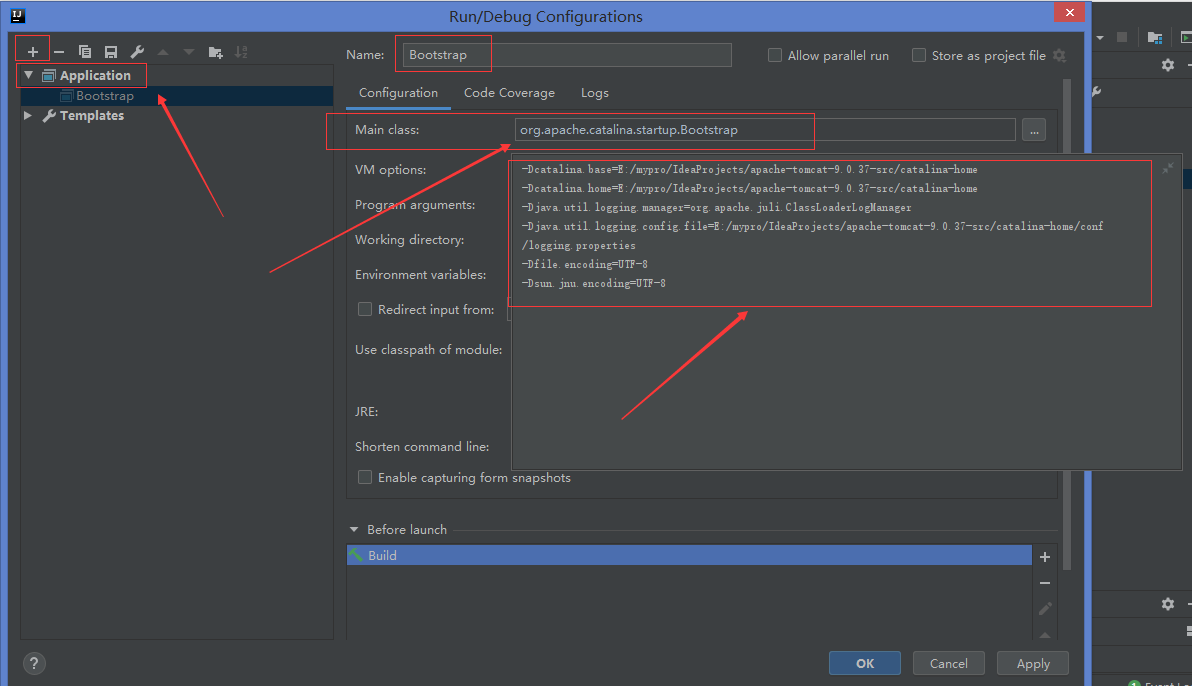 Run/Debug Configurations
Application
Bootstrap
Templates
Name: Bootstrap
Allow parallel run
Store as project file
Configuration Code Coverage Logs
Main class: org.apache.catalina.startup.Bootstrap ...
VM options:
-Dcatalina.base=E:/mypro/IdeaProjects/apache-tomcat-9.0.37-src/catalina-home
-Dcatalina.home=E:/mypro/IdeaProjects/apache-tomcat-9.0.37-src/catalina-home
-Djava.util.logging.manager=org.apache.juli.ClassLoaderLogManager
-Djava.util.logging.config.file=E:/mypro/IdeaProjects/apache-tomcat-9.0.37-src/catalina-home/conf
/logging.properties
-Dfile.encoding=UTF-8
-Dsun.jnu.encoding=UTF-8
Program arguments:
Working directory:
Environment variables:
Redirect input from:
Use classpath of module:
JRE:
Shorten command line:
Enable capturing form snapshots
Before launch
Build
?
OK Cancel Apply